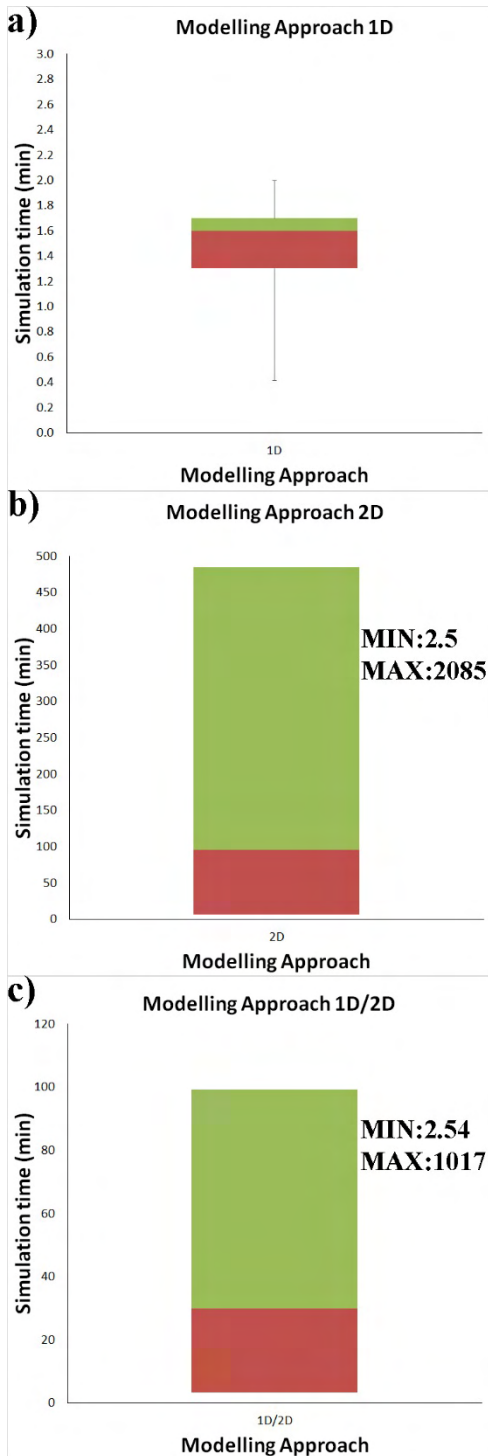 a)
Modelling Approach 1D
3.0
2.8
2.6
2.4
2.2
2.0
1.8
1.6
1.4
1.2
1.0
0.8
0.6
0.4
0.2
0.0
Simulation time (min)
1D
Modelling Approach
b)
Modelling Approach 2D
500
450
400
350
300
250
200
150
100
50
0
Simulation time (min)
MIN:2.5
MAX:2085
2D
Modelling Approach
c)
Modelling Approach 1D/2D
120
100
80
60
40
20
0
Simulation time (min)
MIN:2.54
MAX:1017
1D/2D
Modelling Approach